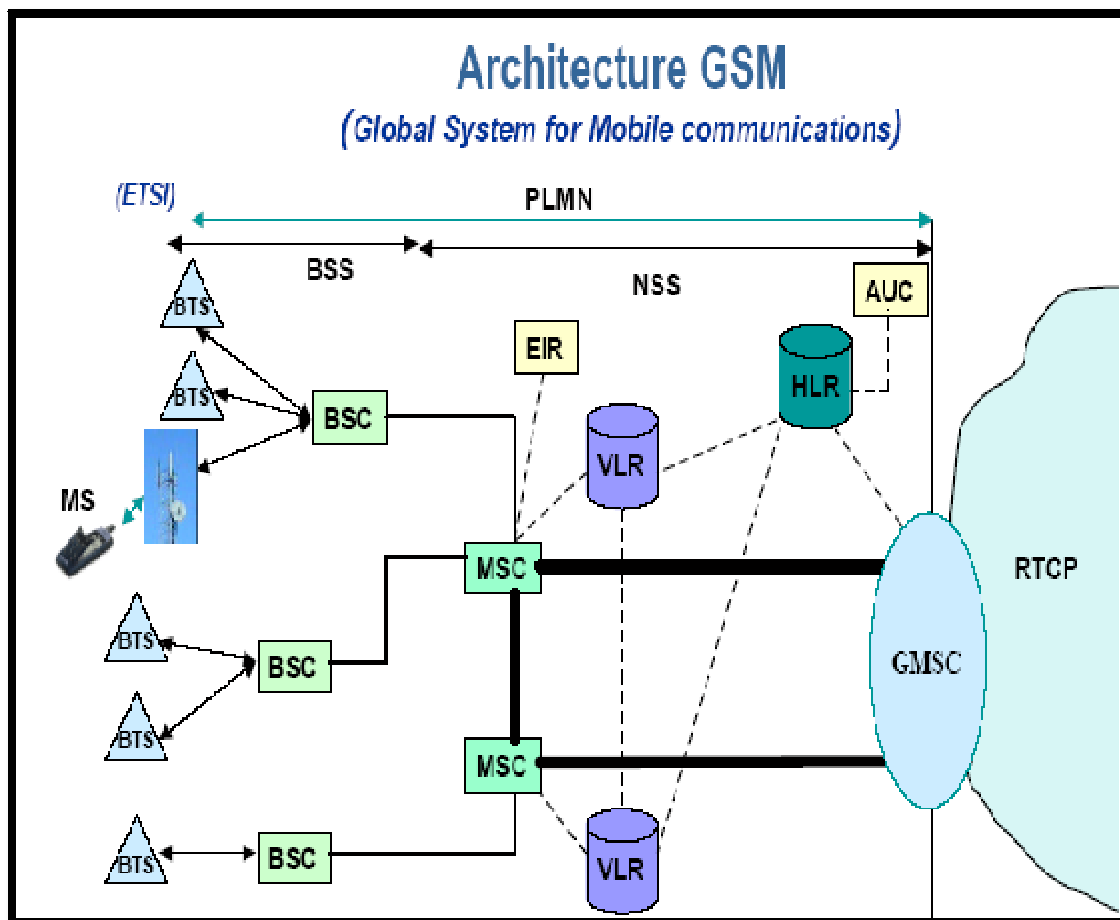 Architecture GSM
(Global System for Mobile communications)
(ETSI)
PLMN
BSS
NSS
AUC
BTS
EIR
HLR
BTS
BSC
VLR
MS
MSC
RTCP
BTS
BSC
GMSC
BTS
MSC
BTS
BSC
VLR